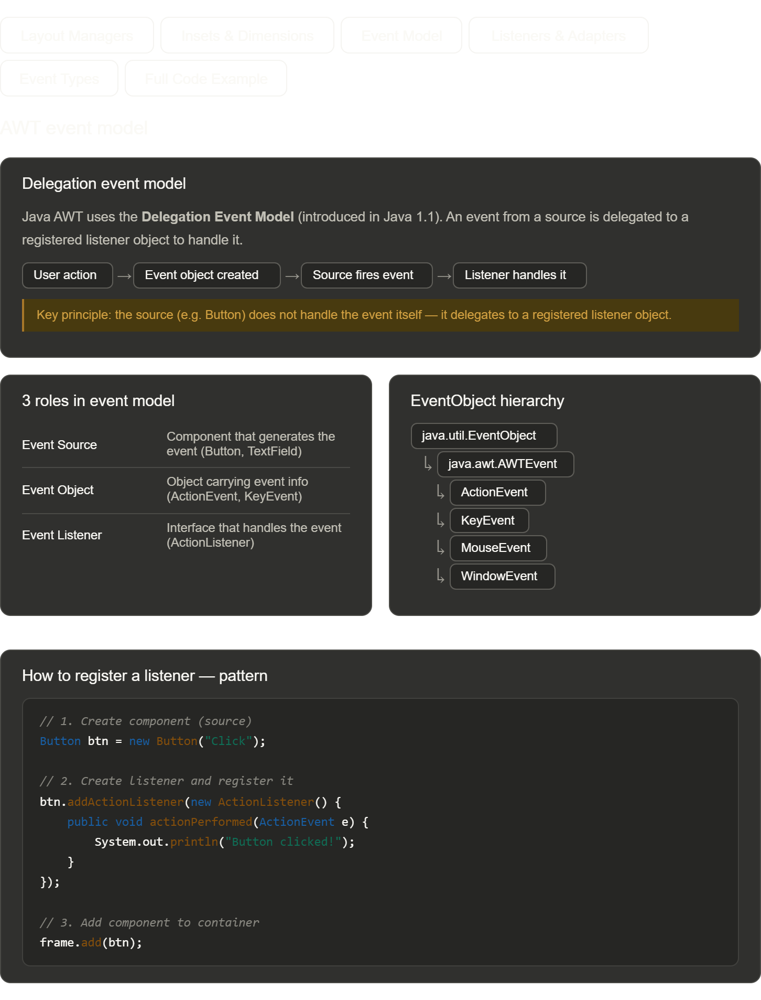 Layout Managers
Insets & Dimensions
Event Model
Listeners & Adapters
Event Types
Full Code Example
AWT event model
Delegation event model
Java AWT uses the Delegation Event Model (introduced in Java 1.1). An event from a source is delegated to a
registered listener object to handle it.
User action → Event object created → Source fires event → Listener handles it
Key principle: the source (e.g. Button) does not handle the event itself — it delegates to a registered listener object.
3 roles in event model
Event Source
Component that generates the
event (Button, TextField)
Event Object
Object carrying event info
(ActionEvent, KeyEvent)
Event Listener
Interface that handles the event
(ActionListener)
EventObject hierarchy
java.util.EventObject
↳ java.awt.AWTEvent
↳ ActionEvent
↳ KeyEvent
↳ MouseEvent
↳ WindowEvent
How to register a listener — pattern
// 1. Create component (source)
Button btn = new Button("Click");
// 2. Create listener and register it
btn.addActionListener(new ActionListener() {
    public void actionPerformed(ActionEvent e) {
        System.out.println("Button clicked!");
    }
});
// 3. Add component to container
frame.add(btn);